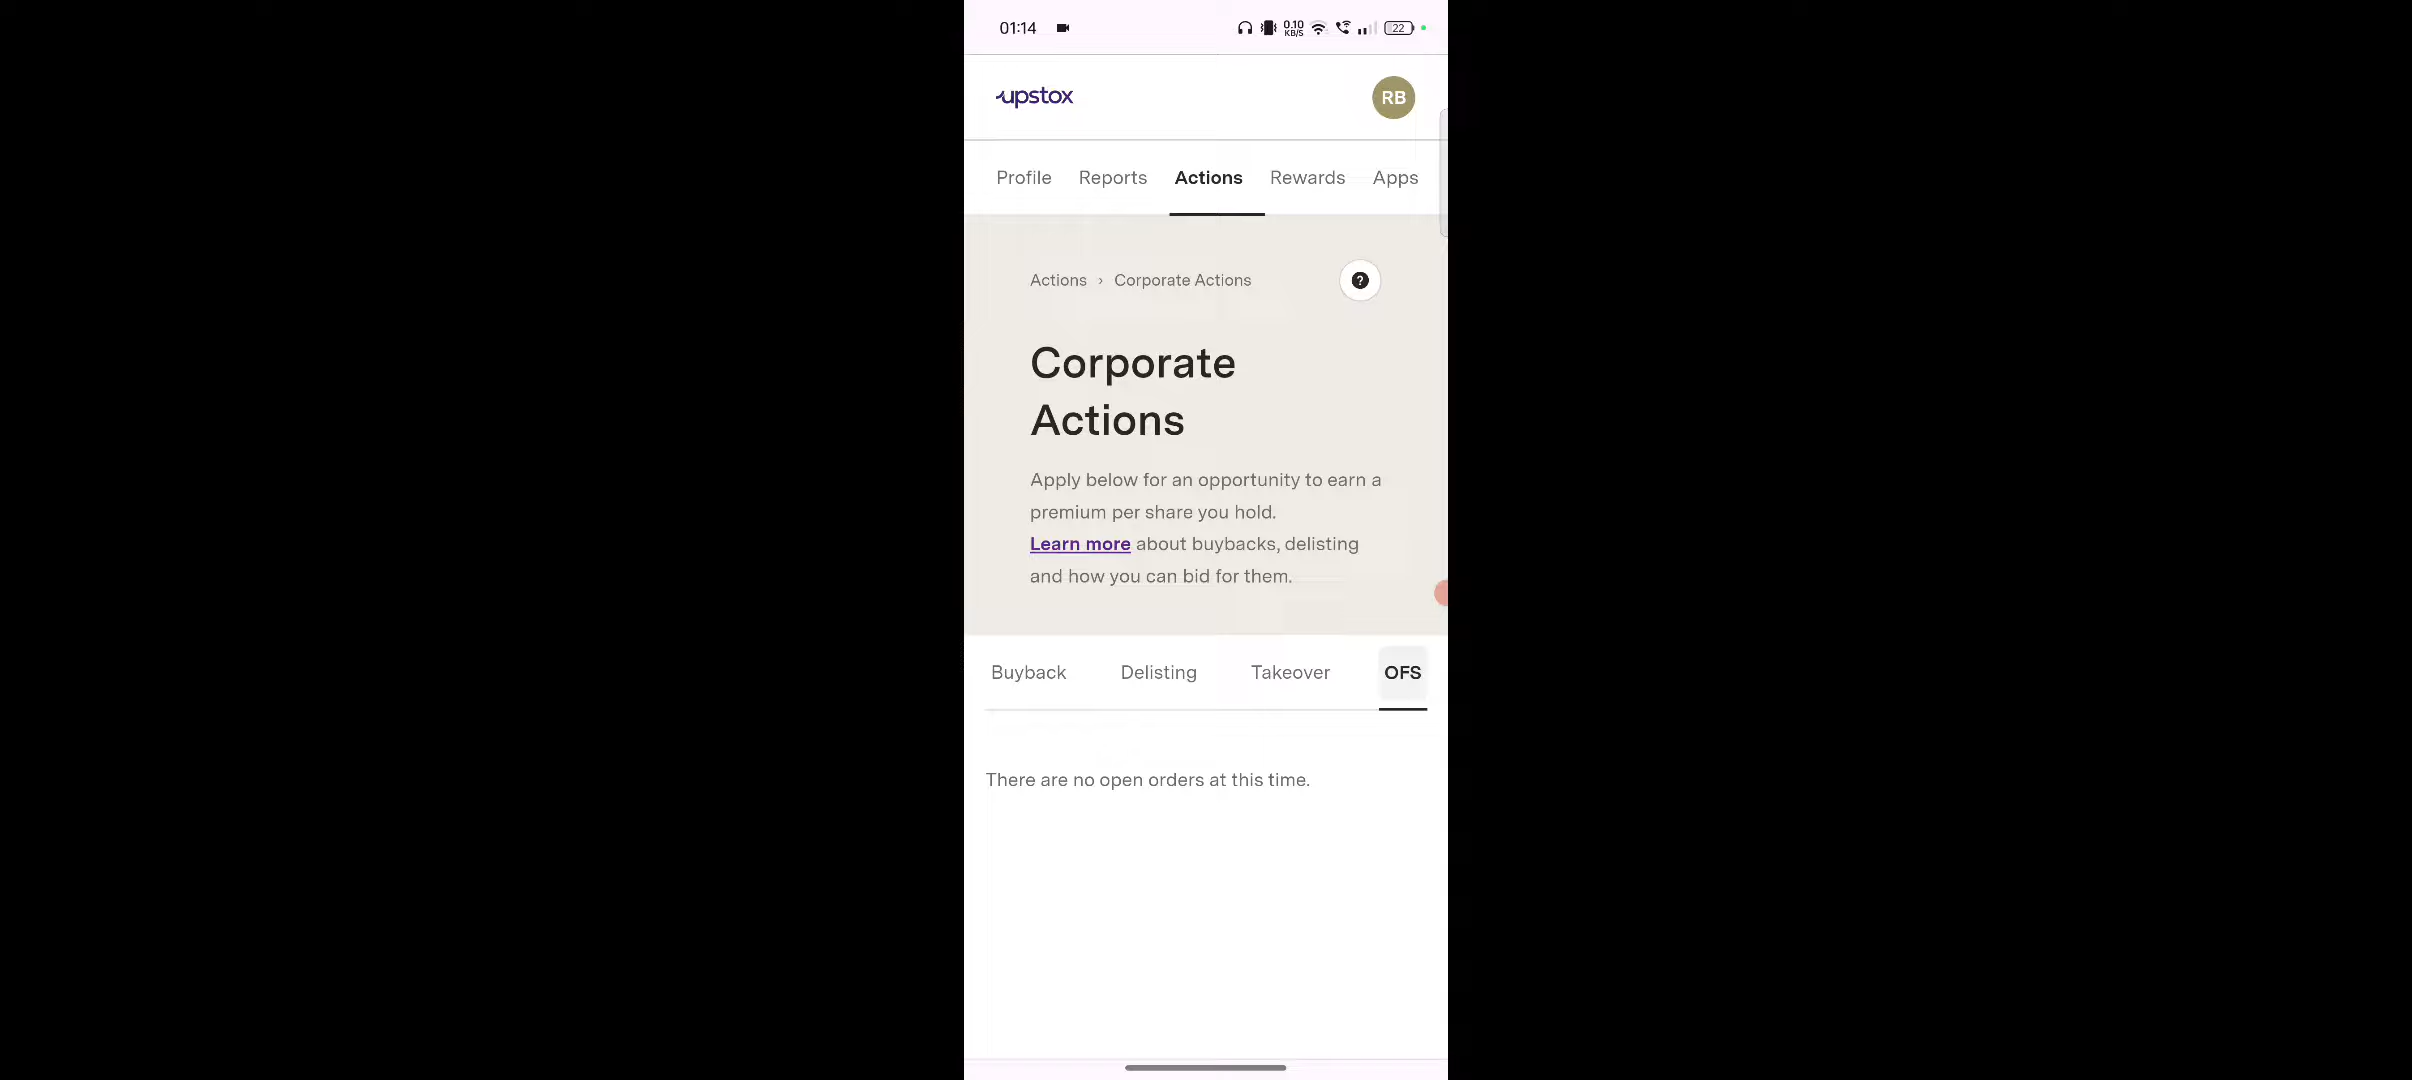 01:14
0.10
KB/S
22
upstox
RB
Profile Reports Actions Rewards Apps
Actions › Corporate Actions
?
Corporate
Actions
Apply below for an opportunity to earn a
premium per share you hold.
Learn more about buybacks, delisting
and how you can bid for them.
Buyback Delisting Takeover OFS
There are no open orders at this time.